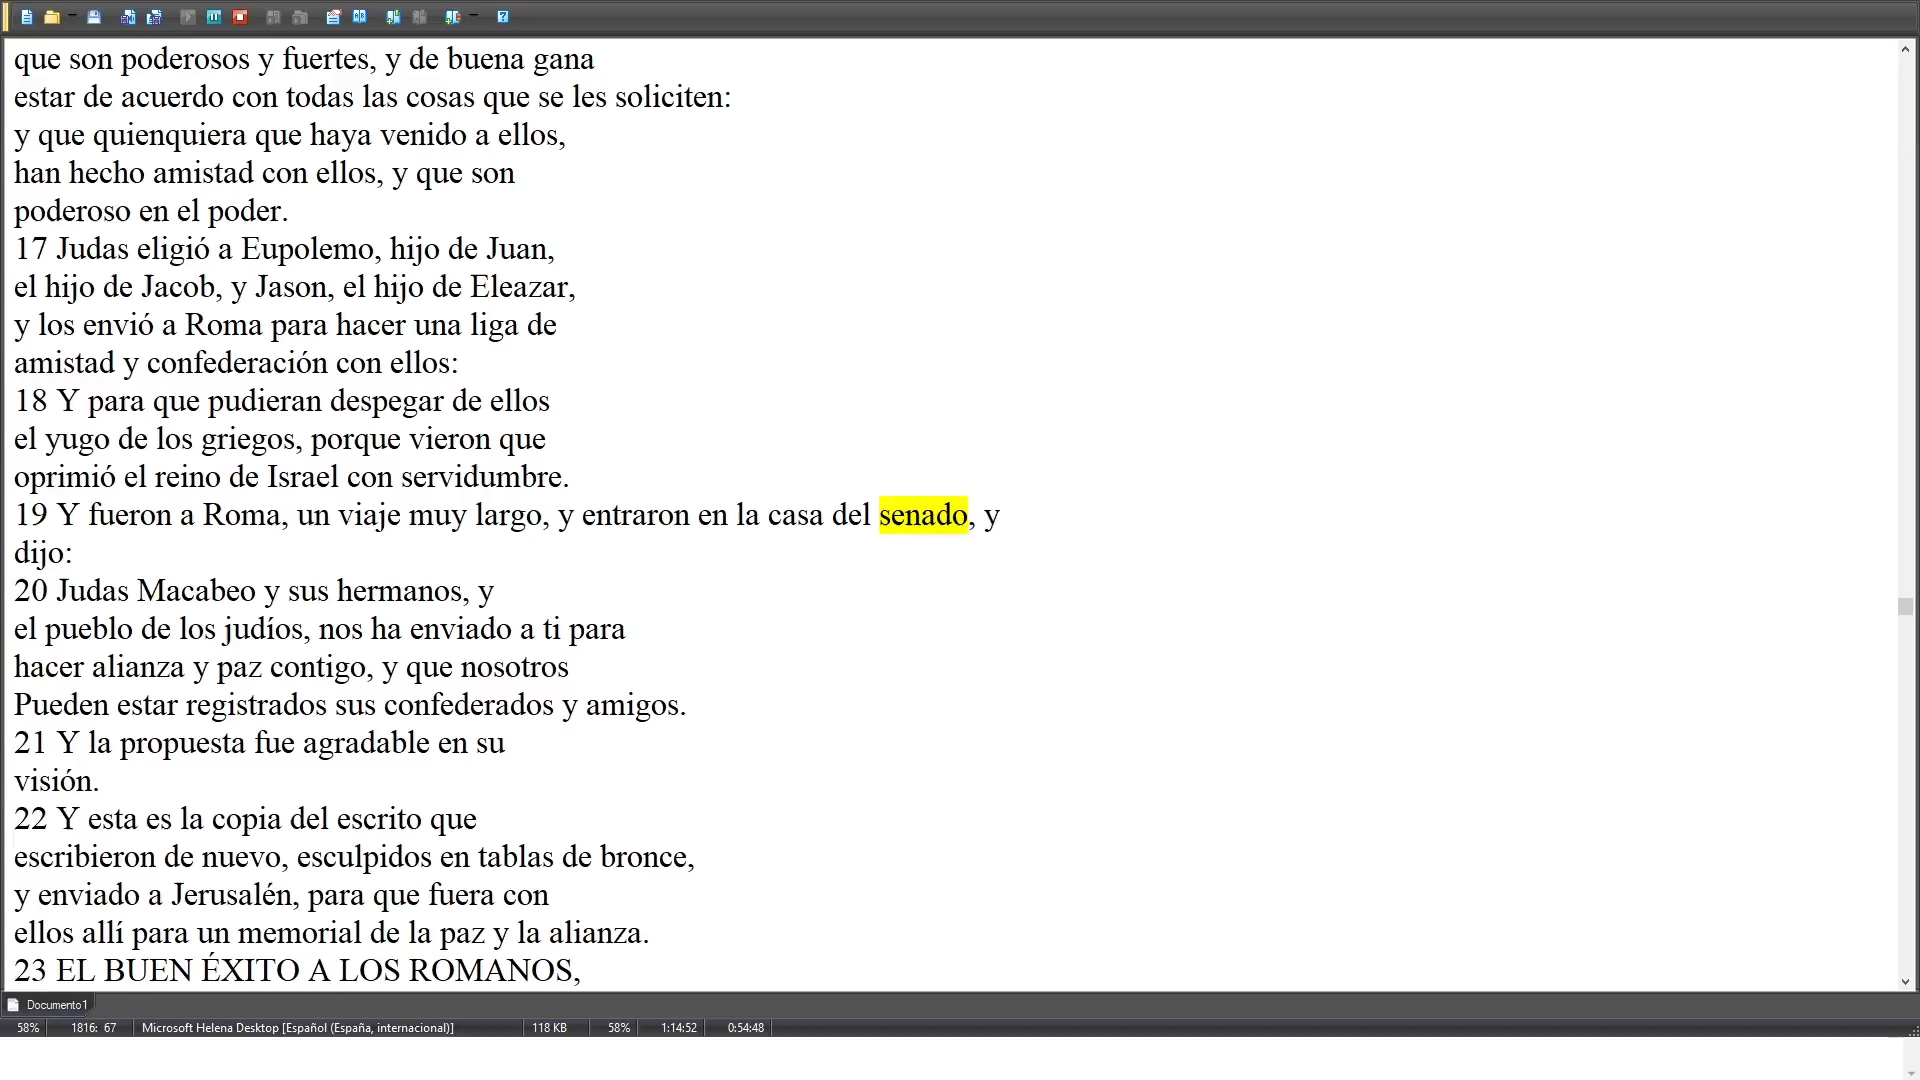 que son poderosos y fuertes, y de buena gana
estar de acuerdo con todas las cosas que se les soliciten:
y que quienquiera que haya venido a ellos,
han hecho amistad con ellos, y que son
poderoso en el poder.
17 Judas eligió a Eupolemo, hijo de Juan,
el hijo de Jacob, y Jason, el hijo de Eleazar,
y los envió a Roma para hacer una liga de
amistad y confederación con ellos:
18 Y para que pudieran despegar de ellos
el yugo de los griegos, porque vieron que
oprimió el reino de Israel con servidumbre.
19 Y fueron a Roma, un viaje muy largo, y entraron en la casa del senado, y
dijo:
20 Judas Macabeo y sus hermanos, y
el pueblo de los judíos, nos ha enviado a ti para
hacer alianza y paz contigo, y que nosotros
Pueden estar registrados sus confederados y amigos.
21 Y la propuesta fue agradable en su
visión.
22 Y esta es la copia del escrito que
escribieron de nuevo, esculpidos en tablas de bronce,
y enviado a Jerusalén, para que fuera con
ellos allí para un memorial de la paz y la alianza.
23 EL BUEN ÉXITO A LOS ROMANOS,
Documento1
58% 1816: 67 Microsoft Helena Desktop [Español (España, internacional)] 118 KB 58% 1:14:52 0:54:48